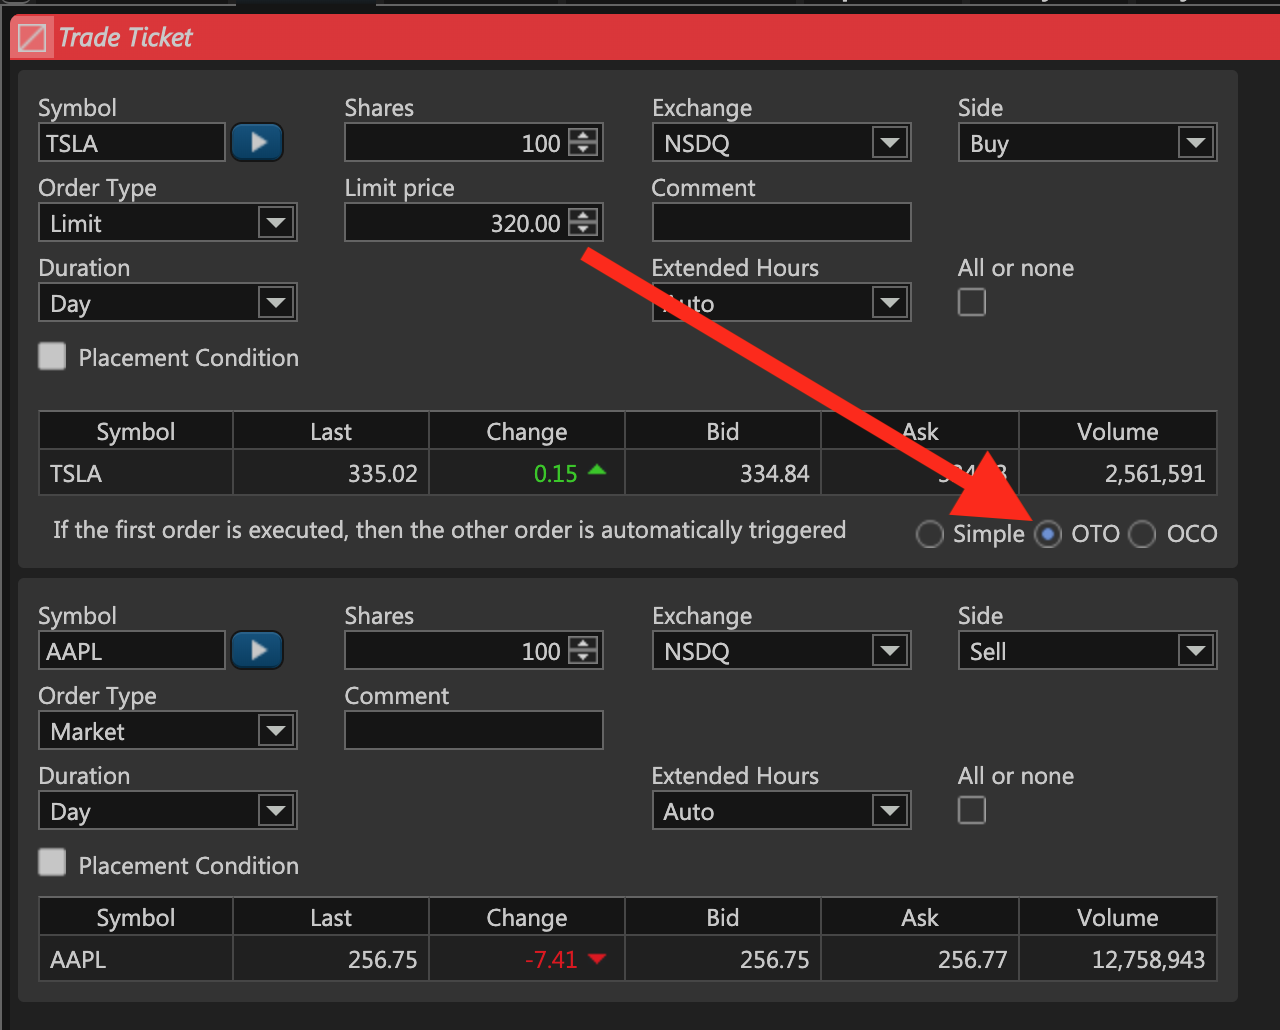 Trade Ticket
Symbol Shares Exchange Side
TSLA 100 NSDQ Buy
Order Type Limit price Comment
Limit 320.00
Duration Extended Hours All or none
Day Auto
Placement Condition
Symbol Last Change Bid Ask Volume
TSLA 335.02 0.15 334.84 2,561,591
If the first order is executed, then the other order is automatically triggered Simple OTO OCO
Symbol Shares Exchange Side
AAPL 100 NSDQ Sell
Order Type Comment
Market
Duration Extended Hours All or none
Day Auto
Placement Condition
Symbol Last Change Bid Ask Volume
AAPL 256.75 -7.41 256.75 256.77 12,758,943